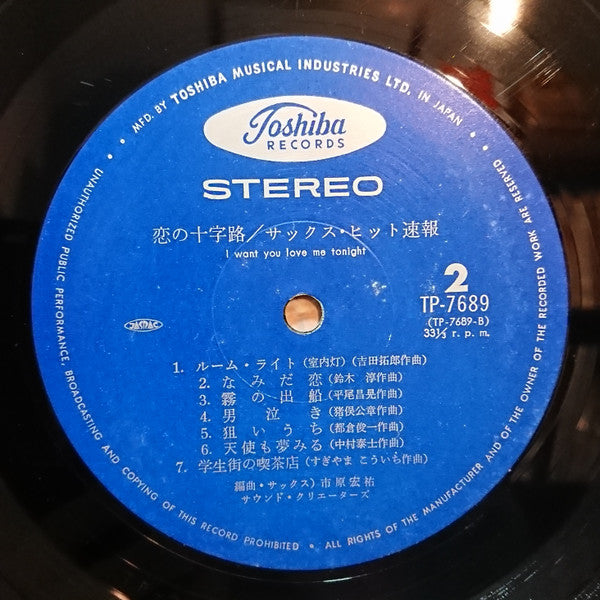 • MFD. BY TOSHIBA MUSICAL INDUSTRIES LTD. IN JAPAN •
Toshiba
RECORDS
STEREO
恋の十字路/サックス・ヒット速報
I want you love me tonight
2
TP-7689
(TP-7689-B)
33⅓ r. p. m.
JASRAC
1. ルーム・ライト (室内灯) (吉田拓郎作曲)
2. なみだ恋 (鈴木 淳作曲)
3. 霧の出船 (平尾昌晃作曲)
4. 男泣き (猪俣公章作曲)
5. 狙いうち (都倉俊一作曲)
6. 天使も夢みる (中村泰士作曲)
7. 学生街の喫茶店 (すぎやま こういち作曲)
編曲・サックス) 市原宏祐
サウンド・クリエーターズ
UNAUTHORIZED PUBLIC PERFORMANCE, BROADCASTING AND COPYING OF THIS RECORD PROHIBITED • ALL RIGHTS OF THE MANUFACTURER AND OF THE OWNER OF THE RECORDED WORK ARE RESERVED